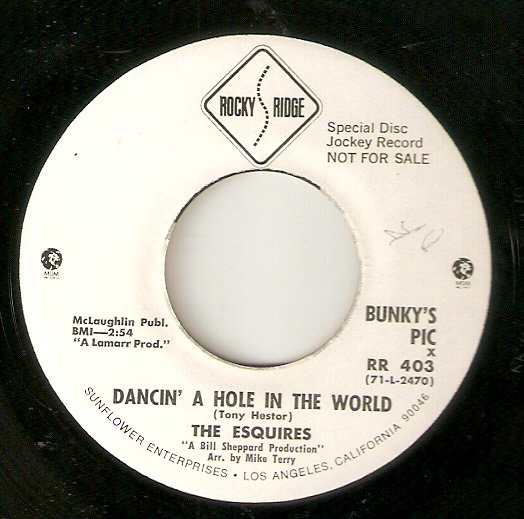 ROCKY RIDGE
Special Disc
Jockey Record
NOT FOR SALE
MGM
MGM
McLaughlin Publ.
BMI—2:54
"A Lamarr Prod."
BUNKY'S
PIC
x
RR 403
(71-L-2470)
DANCIN' A HOLE IN THE WORLD
(Tony Hestor)
THE ESQUIRES
"A Bill Sheppard Production"
Arr. by Mike Terry
SUNFLOWER ENTERPRISES • LOS ANGELES, CALIFORNIA 90046